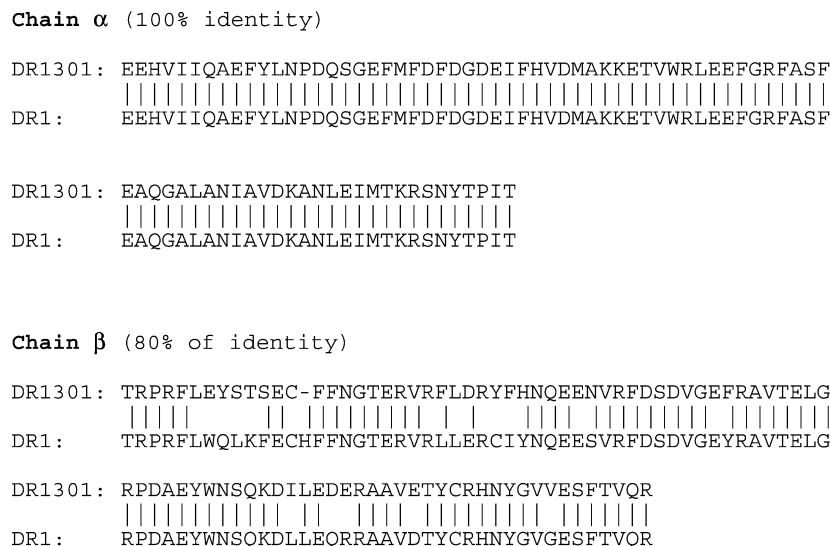 Chain α (100% identity)
DR1301: EEHVIIQAEFYLNPDQSGEFMFDFDGDEIFHVDMAKKETVWRLEEFGRFASF
||||||||||||||||||||||||||||||||||||||||||||||||||||
DR1: EEHVIIQAEFYLNPDQSGEFMFDFDGDEIFHVDMAKKETVWRLEEFGRFASF
DR1301: EAQGALANIAVDKANLEIMTKRSNYTPIT
|||||||||||||||||||||||||||||
DR1: EAQGALANIAVDKANLEIMTKRSNYTPIT
Chain β (80% of identity)
DR1301: TRPRFLEYSTSEC-FFNGTERVRFLDRYFHNQEENVRFDSDVGEFRAVTELG
||||| || ||||||||| | | |||| ||||||||| ||||||||
DR1: TRPRFLWQLKFECHFFNGTERVRLLERCIYNQEESVRFDSDVGEYRAVTELG
DR1301: RPDAEYWNSQKDILEDERAAVETYCRHNYGVVESFTVQR
|||||||||||| || |||| ||||||||| |||||||
DR1: RPDAEYWNSQKDLLEQRRAAVDTYCRHNYGVGESFTVQR